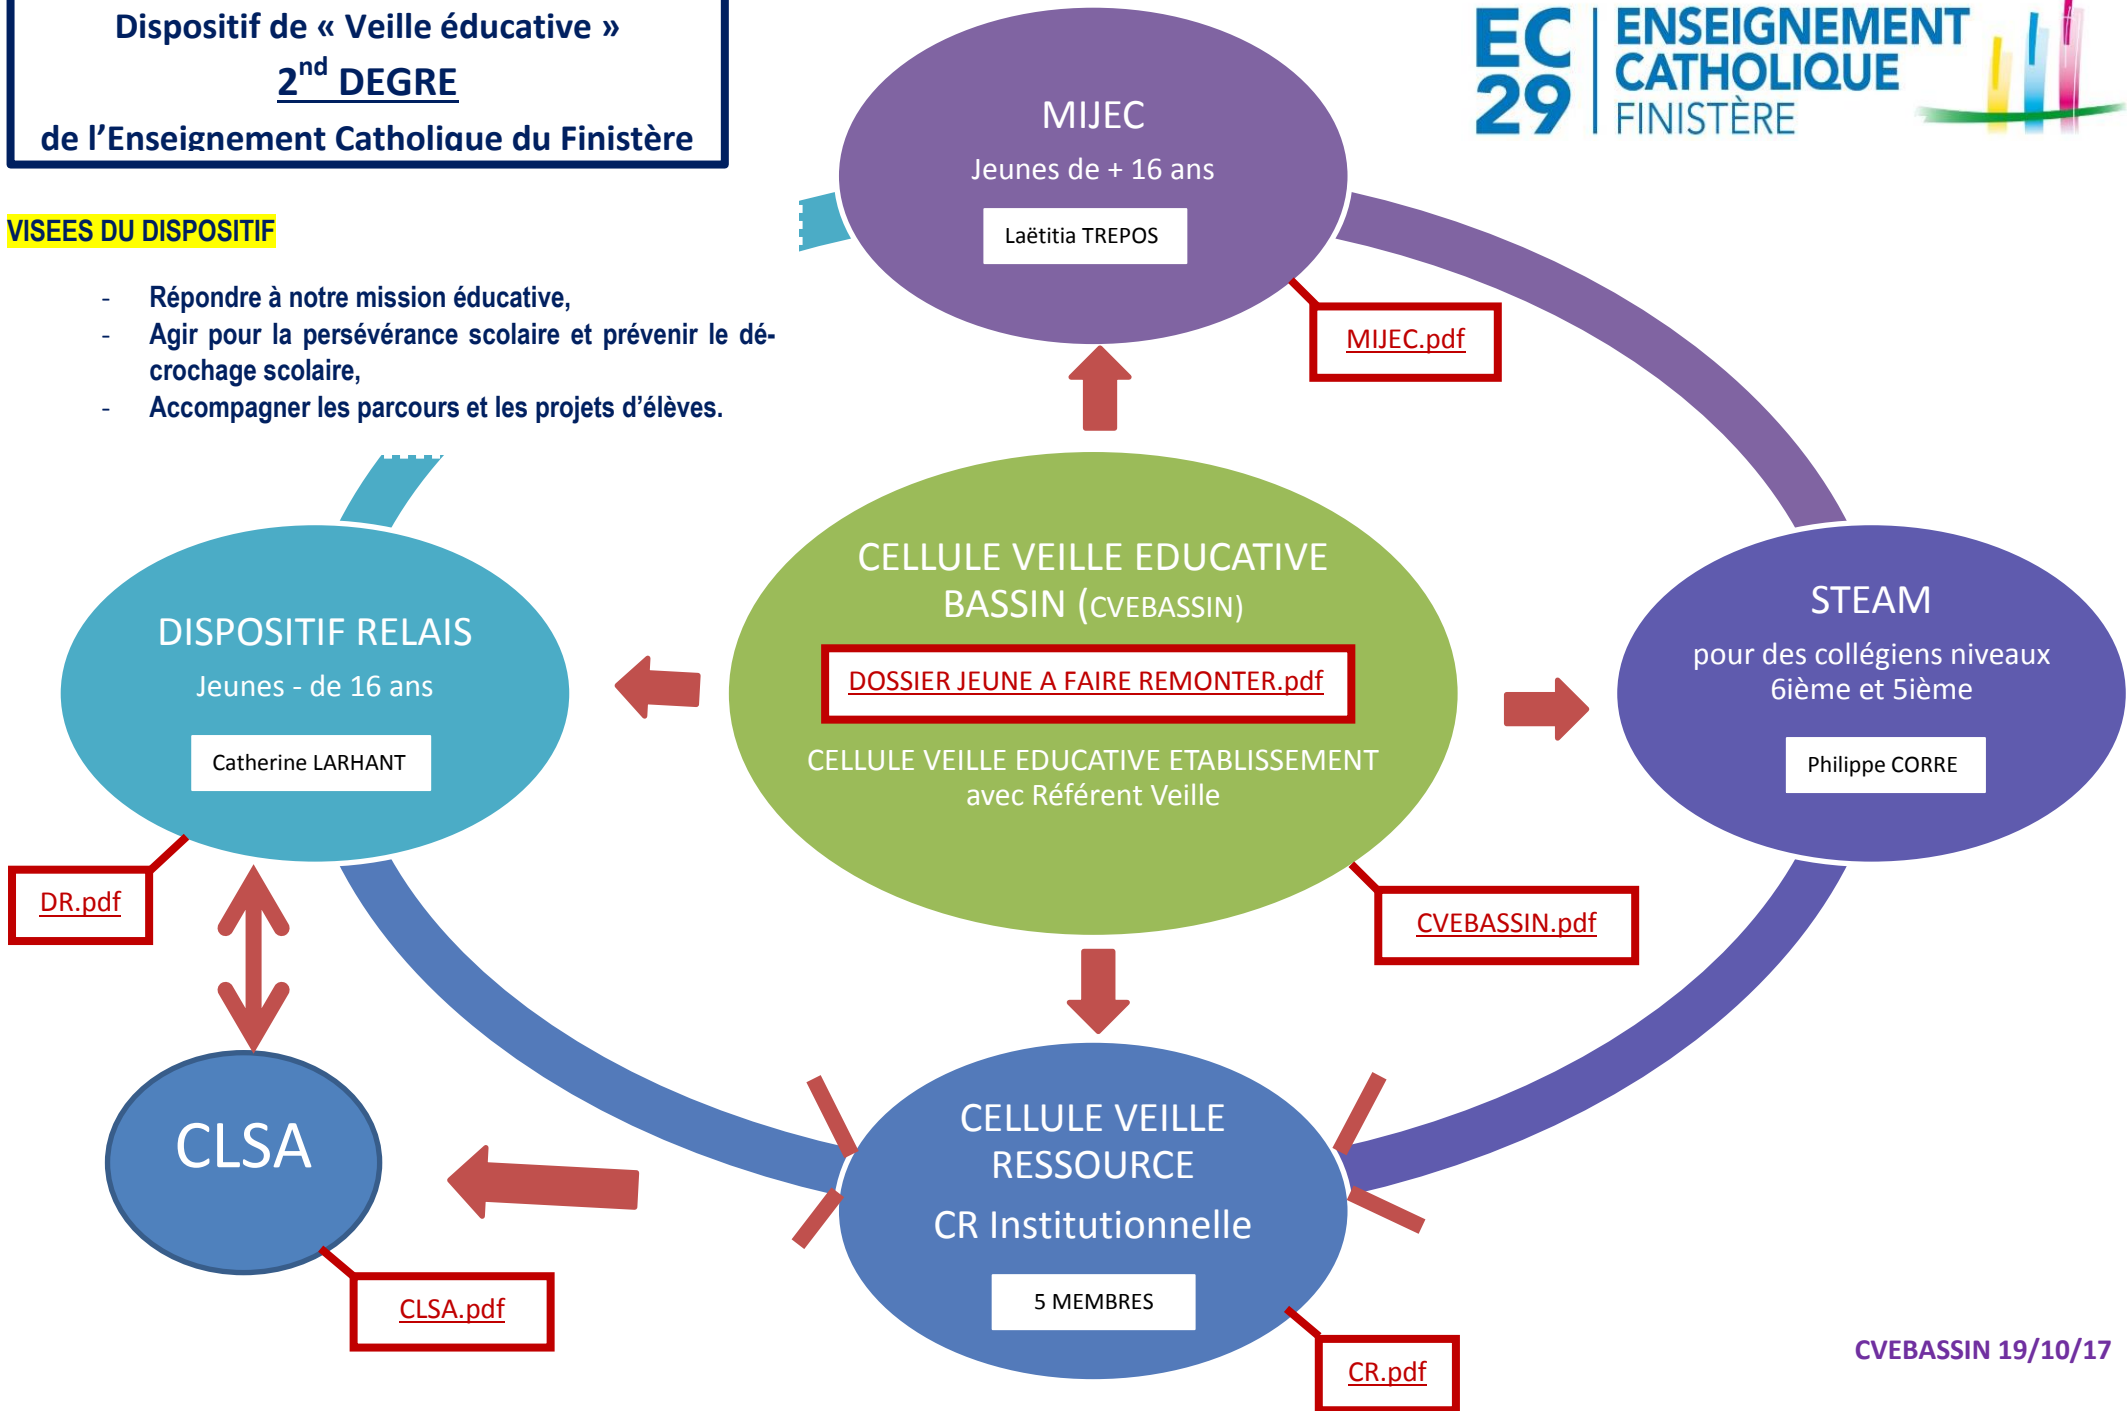 Dispositif de « Veille éducative »
2nd DEGRE
de l'Enseignement Catholique du Finistère
EC 29
ENSEIGNEMENT
CATHOLIQUE
FINISTÈRE
VISEES DU DISPOSITIF
- Répondre à notre mission éducative,
- Agir pour la persévérance scolaire et prévenir le dé-
crochage scolaire,
- Accompagner les parcours et les projets d'élèves.
MIJEC
Jeunes de + 16 ans
Laëtitia TREPOS
MIJEC.pdf
CELLULE VEILLE EDUCATIVE
BASSIN (CVEBASSIN)
DOSSIER JEUNE A FAIRE REMONTER.pdf
CELLULE VEILLE EDUCATIVE ETABLISSEMENT
avec Référent Veille
CVEBASSIN.pdf
DISPOSITIF RELAIS
Jeunes - de 16 ans
Catherine LARHANT
DR.pdf
STEAM
pour des collégiens niveaux
6ième et 5ième
Philippe CORRE
CLSA
CLSA.pdf
CELLULE VEILLE
RESSOURCE
CR Institutionnelle
5 MEMBRES
CR.pdf
CVEBASSIN 19/10/17